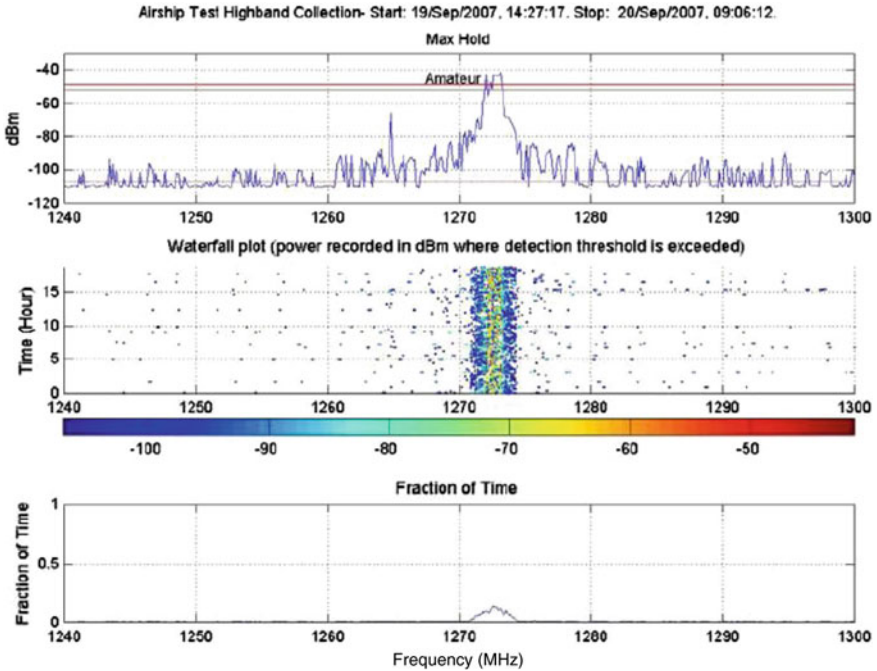 Airship Test Highband Collection- Start: 19/Sep/2007, 14:27:17. Stop: 20/Sep/2007, 09:06:12.
Max Hold
Amateur
dBm
-40
-60
-80
-100
-120
1240 1250 1260 1270 1280 1290 1300
Waterfall plot (power recorded in dBm where detection threshold is exceeded)
Time (Hour)
15
10
5
0
1240 1250 1260 1270 1280 1290 1300
-100 -90 -80 -70 -60 -50
Fraction of Time
Fraction of Time
1
0.5
0
1240 1250 1260 1270 1280 1290 1300
Frequency (MHz)